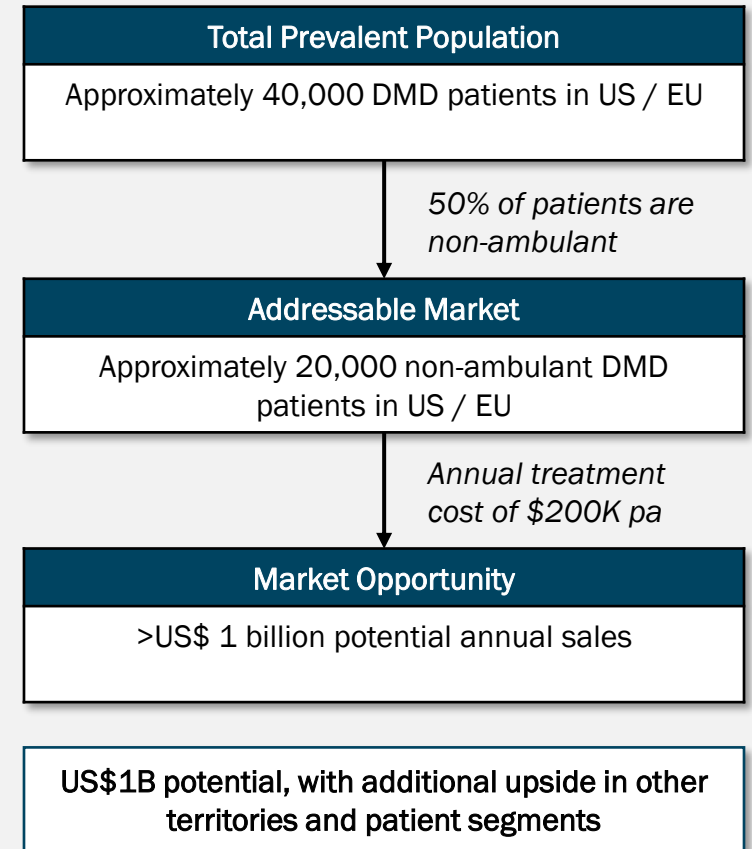 Total Prevalent Population
Approximately 40,000 DMD patients in US / EU
50% of patients are
non-ambulant
Addressable Market
Approximately 20,000 non-ambulant DMD
patients in US / EU
Annual treatment
cost of $200K pa
Market Opportunity
>US$ 1 billion potential annual sales
US$1B potential, with additional upside in other
territories and patient segments